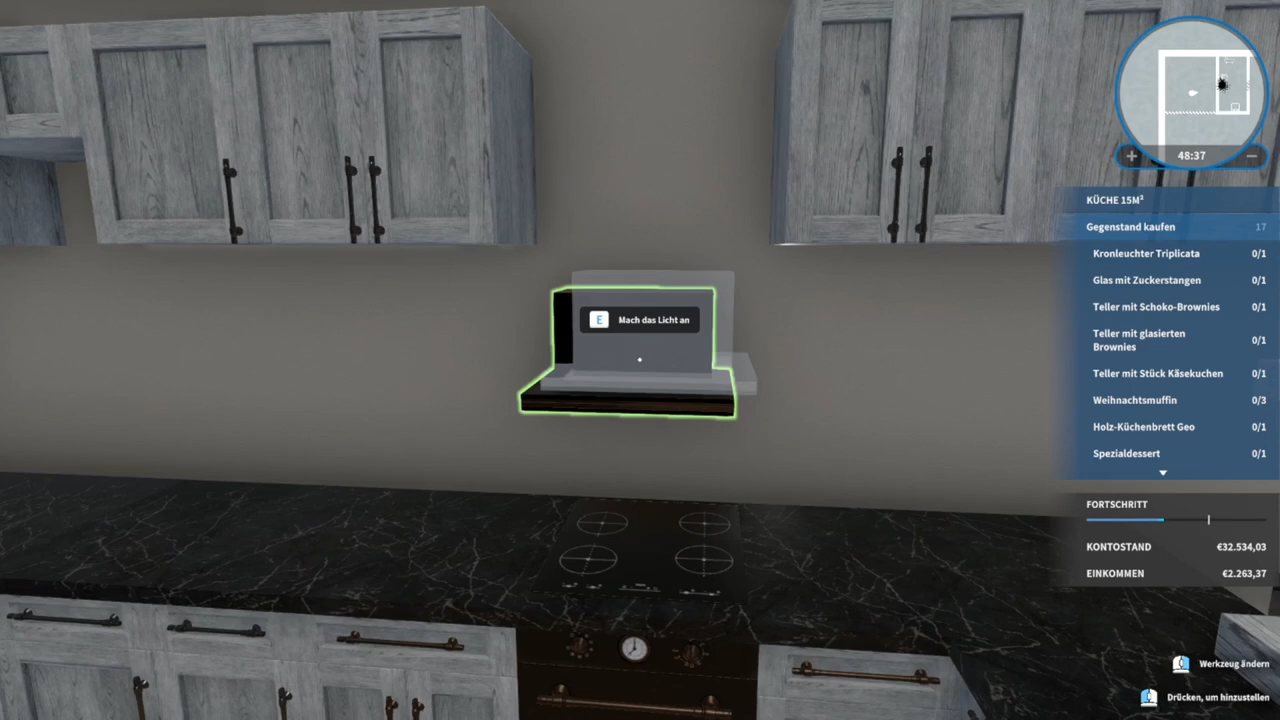 48:37
KÜCHE 15M²
Gegenstand kaufen 17
Kronleuchter Triplicata 0/1
Glas mit Zuckerstangen 0/1
Teller mit Schoko-Brownies 0/1
Teller mit glasierten
Brownies 0/1
Teller mit Stück Käsekuchen 0/1
Weihnachtsmuffin 0/3
Holz-Küchenbrett Geo 0/1
Spezialdessert 0/1
E Mach das Licht an
FORTSCHRITT
KONTOSTAND €32.534,03
EINKOMMEN €2.263,37
Werkzeug ändern
Drücken, um hinzustellen